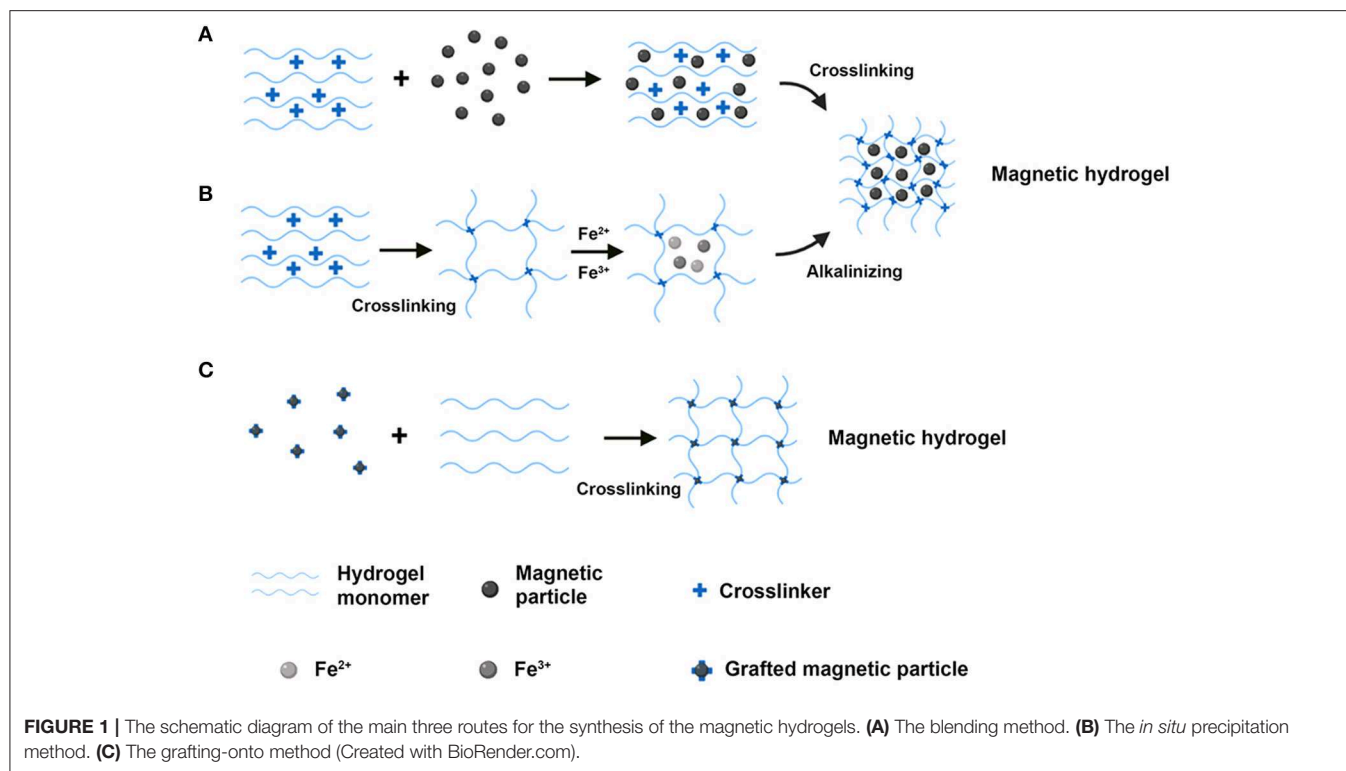 A
+
Crosslinking
Magnetic hydrogel
B
Crosslinking
Fe²⁺
Fe³⁺
Alkalinizing
C
+
Crosslinking
Magnetic hydrogel
Hydrogel
monomer
Magnetic
particle
Crosslinker
Fe²⁺
Fe³⁺
Grafted magnetic particle
FIGURE 1 | The schematic diagram of the main three routes for the synthesis of the magnetic hydrogels. (A) The blending method. (B) The in situ precipitation
method. (C) The grafting-onto method (Created with BioRender.com).